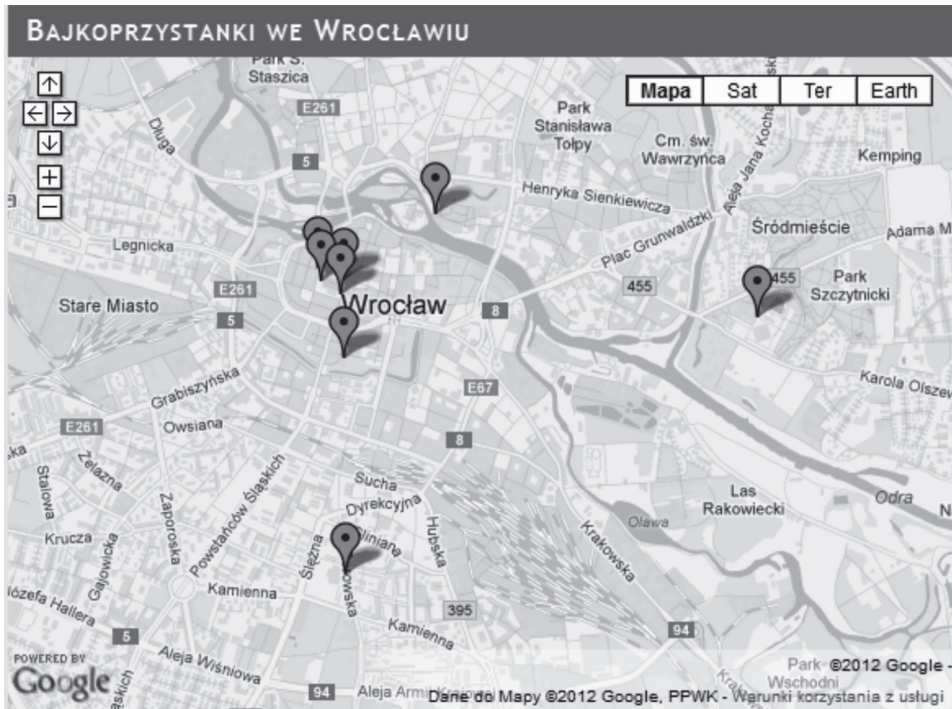 BAJKOPRZYSTANKI WE WROCŁAWIU
Park S.
Staszica
Mapa
Sat
Ter
Earth
E261
Park
Stanisława
Tołpy
Długa
Cm. św.
Wawrzyńca
Aleja Jana Kocha
Kemping
5
Henryka Sienkiewicza
Śródmieście
Adama M
Legnicka
Plac Grunwaldzki
455
455
Park
Szczytnicki
E261
Stare Miasto
Wrocław
8
5
E67
Karola Olszew
Grabiszyńska
E261
Owsiana
8
ska
Żelazna
Stalowa
Sucha
Las
Rakowiecki
Odra
Zaporoska
Powstańców Śląskich
Dyrekcyjna
Oława
Krucza
Gajowicka
Ślężna
Gliniana
Hubska
Krakowska
Kamienna
owska
395
Józefa Hallera
5
Kamienna
94
Aleja Wiśniowa
POWERED BY
Google
94
Aleja Armii Krajowej
Park
Wschodni
©2012 Google -
Dane do Mapy ©2012 Google, PPWK - Warunki korzystania z usługi